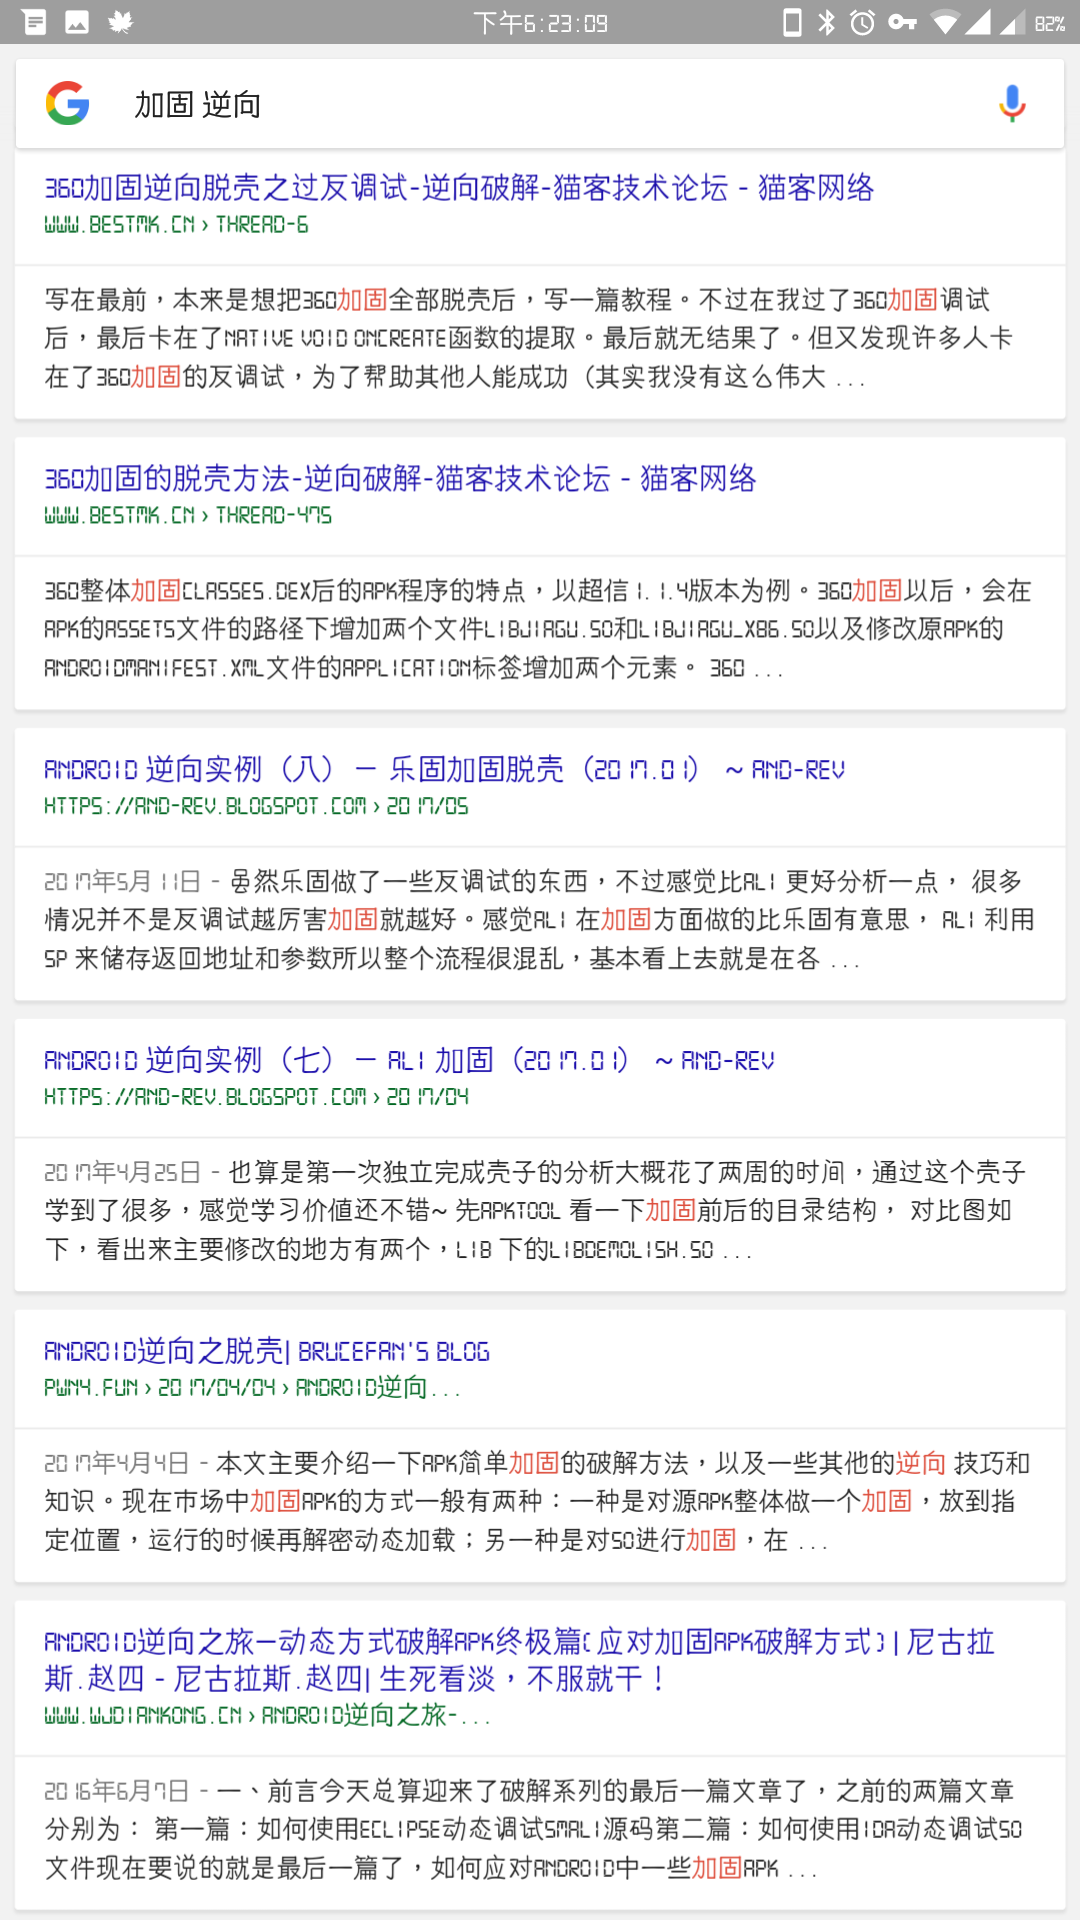 下午6:23:09
82%
加固 逆向
360加固逆向脱壳之过反调试-逆向破解-猫客技术论坛 - 猫客网络
WWW.BESTMK.CN › THREAD-6
写在最前，本来是想把360加固全部脱壳后，写一篇教程。不过在我过了360加固调试
后，最后卡在了NATIVE VOID ONCREATE函数的提取。最后就无结果了。但又发现许多人卡
在了360加固的反调试，为了帮助其他人能成功（其实我没有这么伟大 ...
360加固的脱壳方法-逆向破解-猫客技术论坛 - 猫客网络
WWW.BESTMK.CN › THREAD-475
360整体加固CLASSES.DEX后的APK程序的特点，以超信1.1.4版本为例。360加固以后，会在
APK的ASSETS文件的路径下增加两个文件LIBJIAGU.SO和LIBJIAGU_X86.SO以及修改原APK的
ANDROIDMANIFEST.XML文件的APPLICATION标签增加两个元素。 360 ...
ANDROID 逆向实例（八）— 乐固加固脱壳（2017.01） ~ AND-REV
HTTPS://AND-REV.BLOGSPOT.COM › 2017/05
2017年5月11日 - 虽然乐固做了一些反调试的东西，不过感觉比ALI 更好分析一点， 很多
情况并不是反调试越厉害加固就越好。感觉ALI 在加固方面做的比乐固有意思， ALI 利用
SP 来储存返回地址和参数所以整个流程很混乱，基本看上去就是在各 ...
ANDROID 逆向实例（七）— ALI 加固（2017.01） ~ AND-REV
HTTPS://AND-REV.BLOGSPOT.COM › 2017/04
2017年4月25日 - 也算是第一次独立完成壳子的分析大概花了两周的时间，通过这个壳子
学到了很多，感觉学习价值还不错~ 先APKTOOL 看一下加固前后的目录结构， 对比图如
下，看出来主要修改的地方有两个，LIB 下的LIBDEMOLISH.SO ...
ANDROID逆向之脱壳| BRUCEFAN'S BLOG
PWN4.FUN › 2017/04/04 › ANDROID逆向...
2017年4月4日 - 本文主要介绍一下APK简单加固的破解方法，以及一些其他的逆向 技巧和
知识。现在市场中加固APK的方式一般有两种：一种是对源APK整体做一个加固，放到指
定位置，运行的时候再解密动态加载；另一种是对SO进行加固，在 ...
ANDROID逆向之旅—动态方式破解APK终极篇(应对加固APK破解方式) | 尼古拉
斯.赵四 - 尼古拉斯.赵四| 生死看淡，不服就干！
WWW.WJDIANKONG.CN › ANDROID逆向之旅-...
2016年6月7日 - 一、前言今天总算迎来了破解系列的最后一篇文章了，之前的两篇文章
分别为： 第一篇：如何使用ECLIPSE动态调试SMALI源码第二篇：如何使用IDA动态调试SO
文件现在要说的就是最后一篇了，如何应对ANDROID中一些加固APK ...